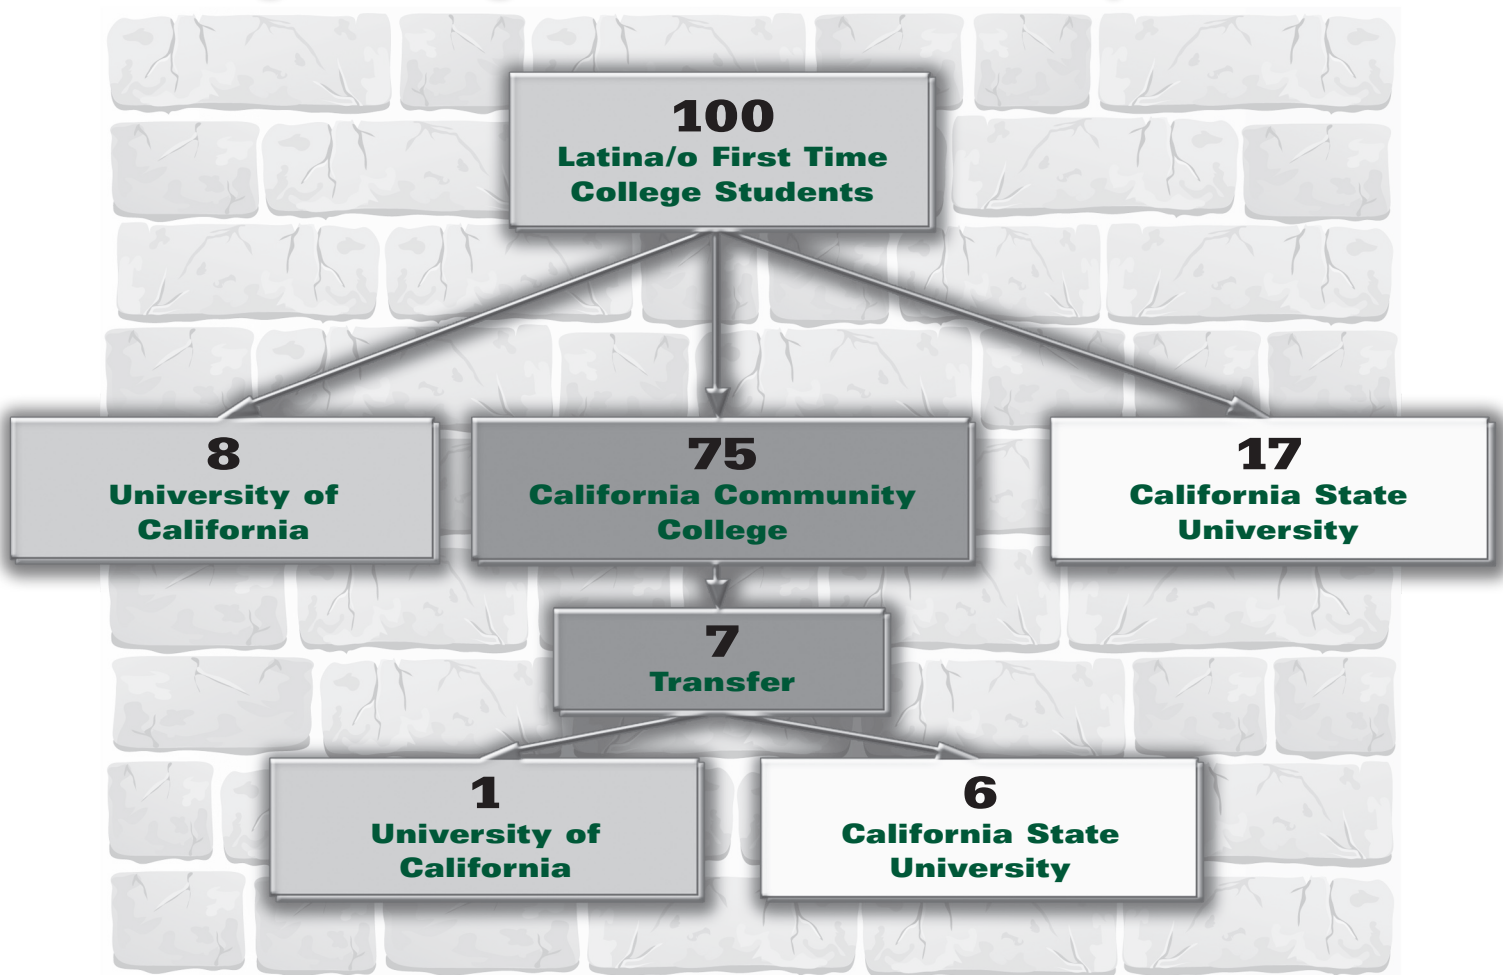 100
Latina/o First Time
College Students
8
University of
California
75
California Community
College
17
California State
University
7
Transfer
1
University of
California
6
California State
University